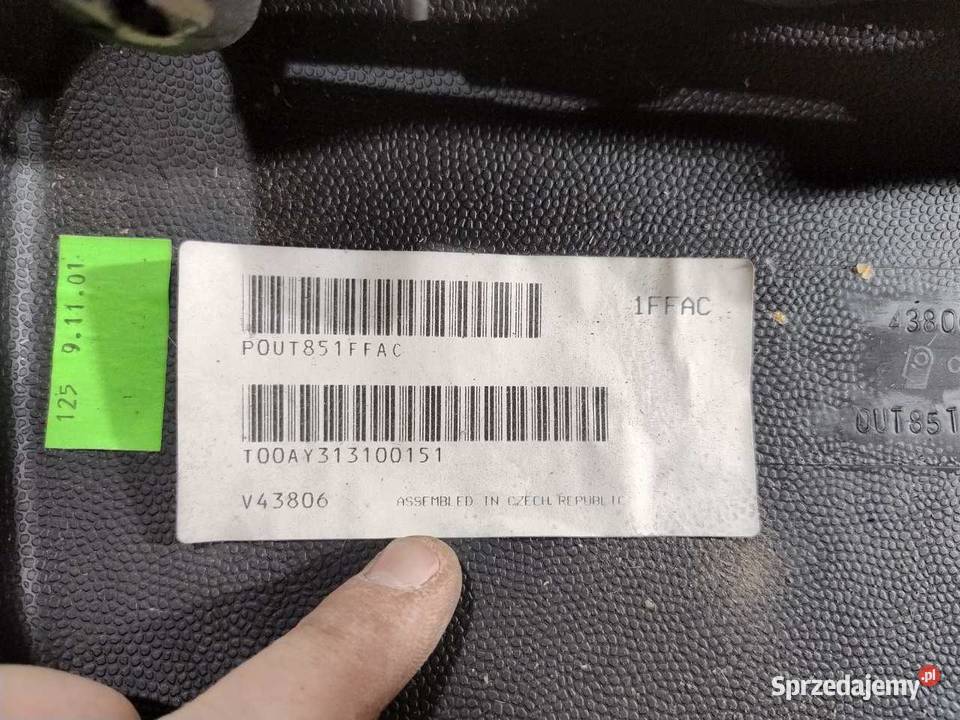 125 9.11.01
1FFAC
POUT851FFAC
T00AY313100151
V43806
ASSEMBLED IN CZECH REPUBLIC
4380
OUT851
Sprzedajemy.pl